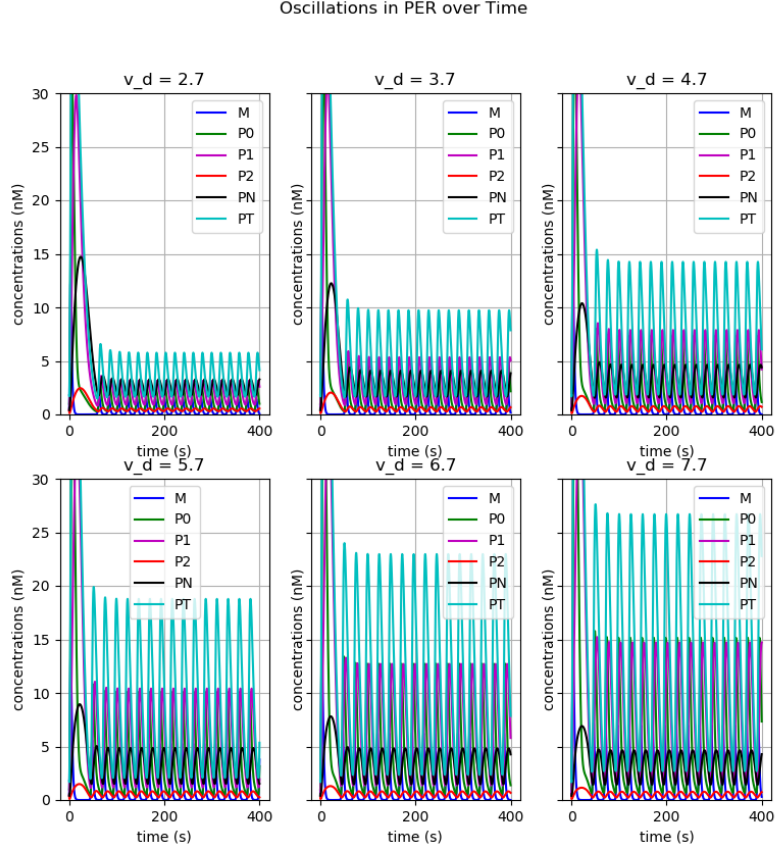 Oscillations in PER over Time
v_d = 2.7
v_d = 3.7
v_d = 4.7
30
25
20
15
10
5
0
concentrations (nM)
M
P0
P1
P2
PN
PT
0
200
400
time (s)
concentrations (nM)
M
P0
P1
P2
PN
PT
0
200
400
time (s)
concentrations (nM)
M
P0
P1
P2
PN
PT
0
200
400
time (s)
v_d = 5.7
v_d = 6.7
v_d = 7.7
30
25
20
15
10
5
0
concentrations (nM)
M
P0
P1
P2
PN
PT
0
200
400
time (s)
concentrations (nM)
M
P0
P1
P2
PN
PT
0
200
400
time (s)
concentrations (nM)
M
P0
P1
P2
PN
PT
0
200
400
time (s)